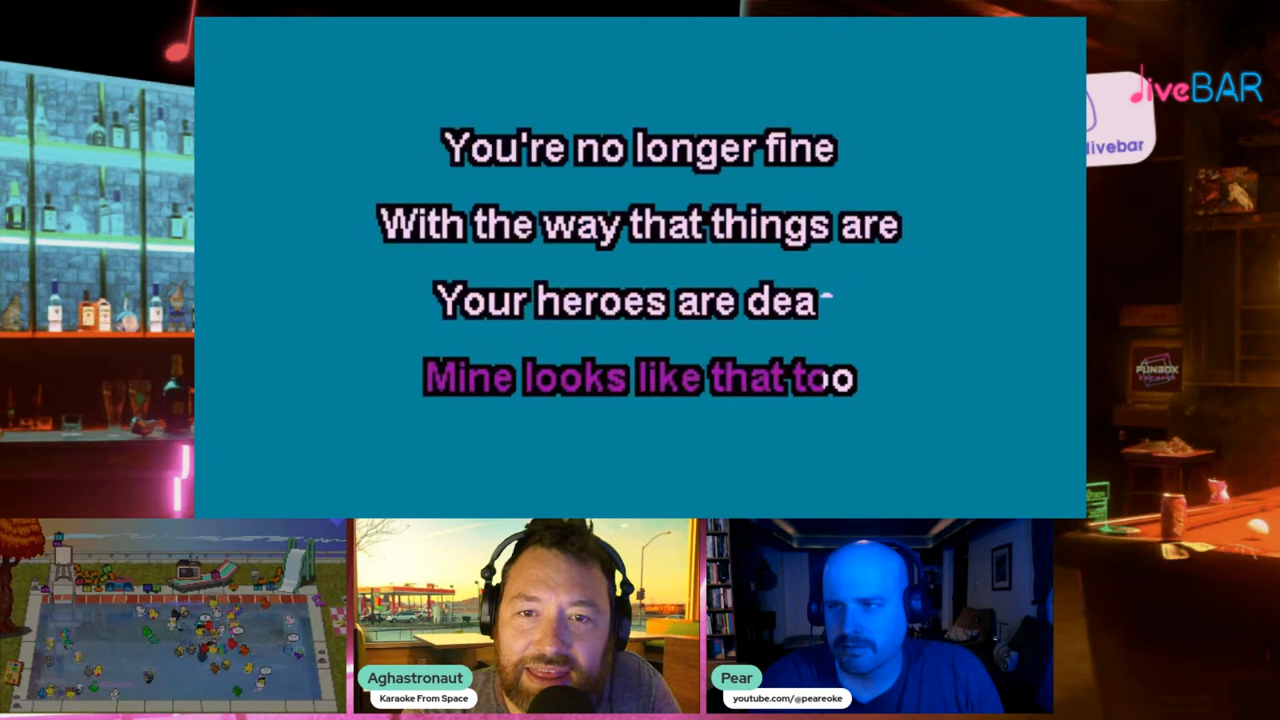 You're no longer fine
With the way that things are
Your heroes are dea
Mine looks like that too
liveBAR
livebar
FUNBOX
Aghastronaut
Karaoke From Space
Pear
youtube.com/@peareoke